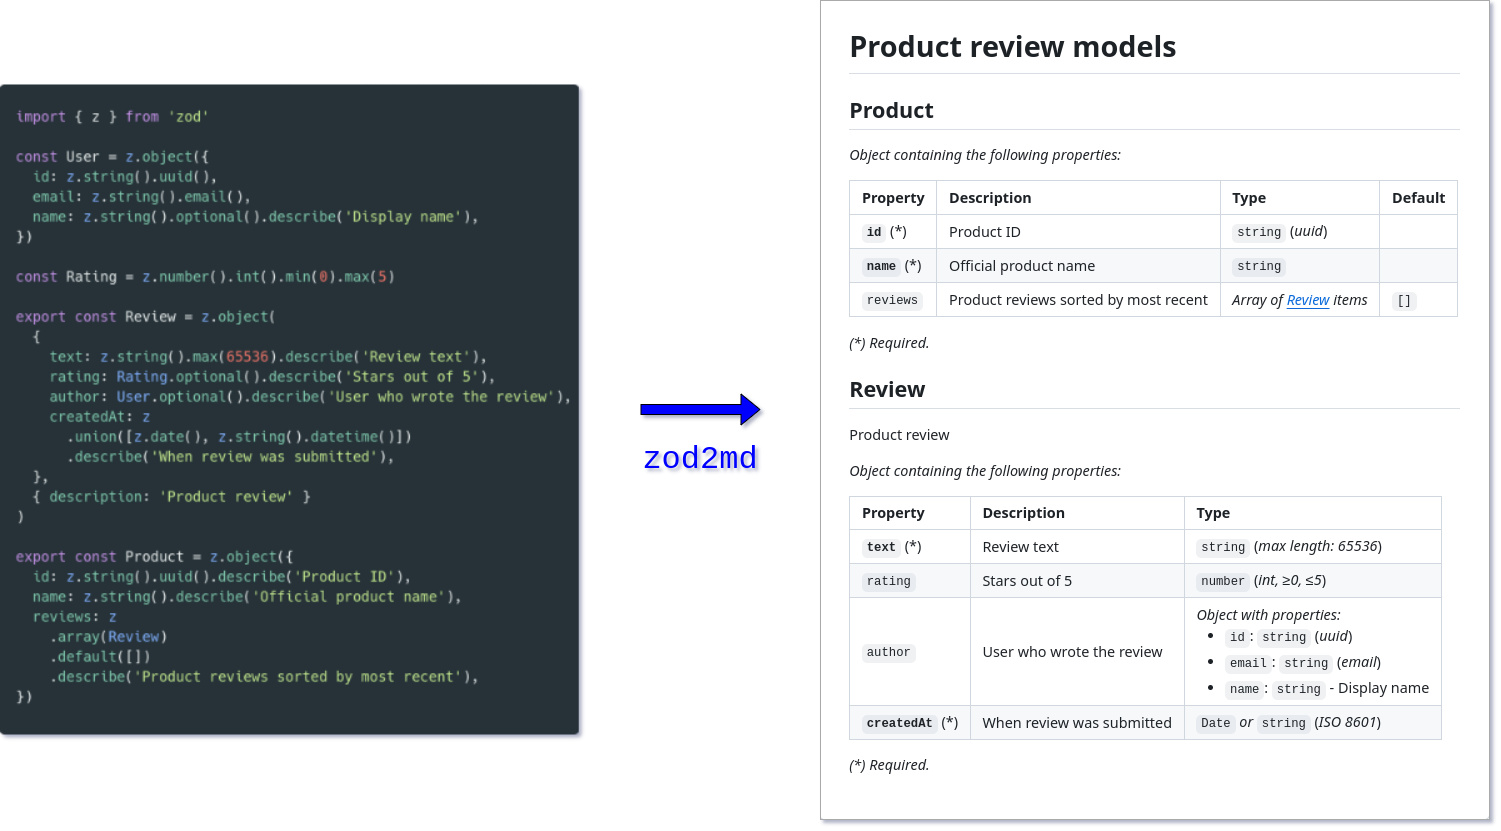 import { z } from 'zod'
const User = z.object({
  id: z.string().uuid(),
  email: z.string().email(),
  name: z.string().optional().describe('Display name'),
})
const Rating = z.number().int().min(0).max(5)
export const Review = z.object(
  {
    text: z.string().max(65536).describe('Review text'),
    rating: Rating.optional().describe('Stars out of 5'),
    author: User.optional().describe('User who wrote the review'),
    createdAt: z
      .union([z.date(), z.string().datetime()])
      .describe('When review was submitted'),
  },
  { description: 'Product review' }
)
export const Product = z.object({
  id: z.string().uuid().describe('Product ID'),
  name: z.string().describe('Official product name'),
  reviews: z
    .array(Review)
    .default([])
    .describe('Product reviews sorted by most recent'),
})
zod2md
Product review models
Product
Object containing the following properties:
Property Description Type Default
id (*) Product ID string (uuid)
name (*) Official product name string
reviews Product reviews sorted by most recent Array of Review items []
(*) Required.
Review
Product review
Object containing the following properties:
Property Description Type
text (*) Review text string (max length: 65536)
rating Stars out of 5 number (int, ≥0, ≤5)
author User who wrote the review Object with properties:
• id: string (uuid)
• email: string (email)
• name: string - Display name
createdAt (*) When review was submitted Date or string (ISO 8601)
(*) Required.